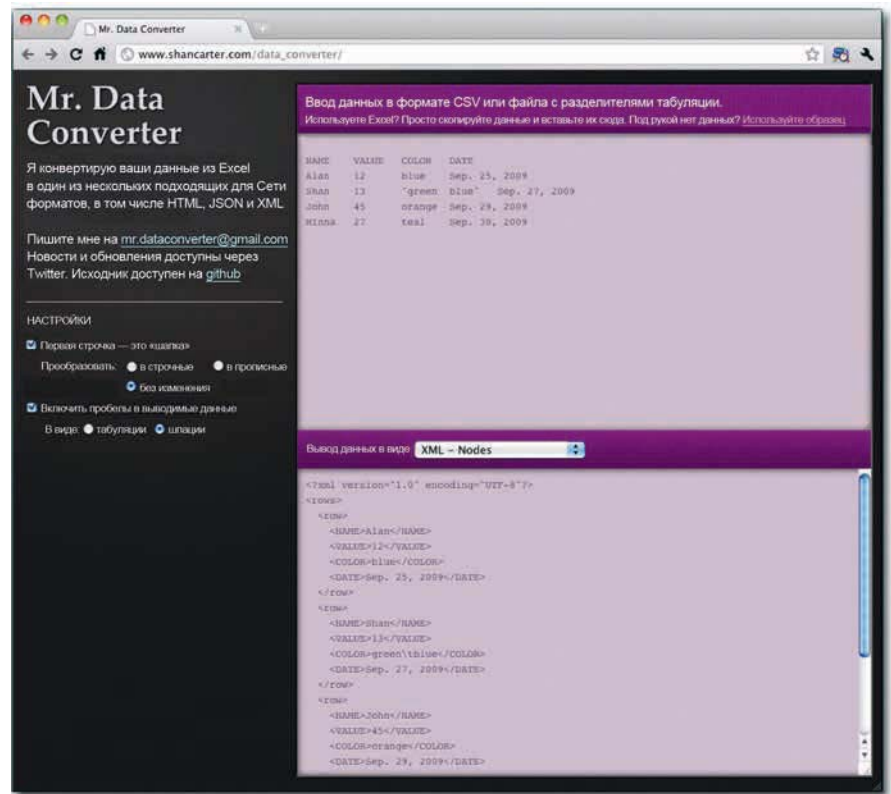 Mr. Data Converter
www.shancarter.com/data_converter/
Mr. Data
Converter
Я конвертирую ваши данные из Excel
в один из нескольких подходящих для Сети
форматов, в том числе HTML, JSON и XML
Пишите мне на mr.dataconverter@gmail.com
Новости и обновления доступны через
Twitter. Исходник доступен на github
НАСТРОЙКИ
Первая строчка — это «шапка»
Преобразовать: в строчные в прописные
без изменения
Включить пробелы в выводимые данные
В виде: табуляции шпации
Ввод данных в формате CSV или файла с разделителями табуляции.
Используете Excel? Просто скопируйте данные и вставьте их сюда. Под рукой нет данных? Используйте образец
NAME VALUE COLOR DATE
Alan 12 blue Sep. 25, 2009
Shan 13 "green blue" Sep. 27, 2009
John 45 orange Sep. 29, 2009
Minna 27 teal Sep. 30, 2009
Вывод данных в виде XML – Nodes
<?xml version="1.0" encoding="UTF-8"?>
<rows>
<row>
<NAME>Alan</NAME>
<VALUE>12</VALUE>
<COLOR>blue</COLOR>
<DATE>Sep. 25, 2009</DATE>
</row>
<row>
<NAME>Shan</NAME>
<VALUE>13</VALUE>
<COLOR>green\tblue</COLOR>
<DATE>Sep. 27, 2009</DATE>
</row>
<row>
<NAME>John</NAME>
<VALUE>45</VALUE>
<COLOR>orange</COLOR>
<DATE>Sep. 29, 2009</DATE>